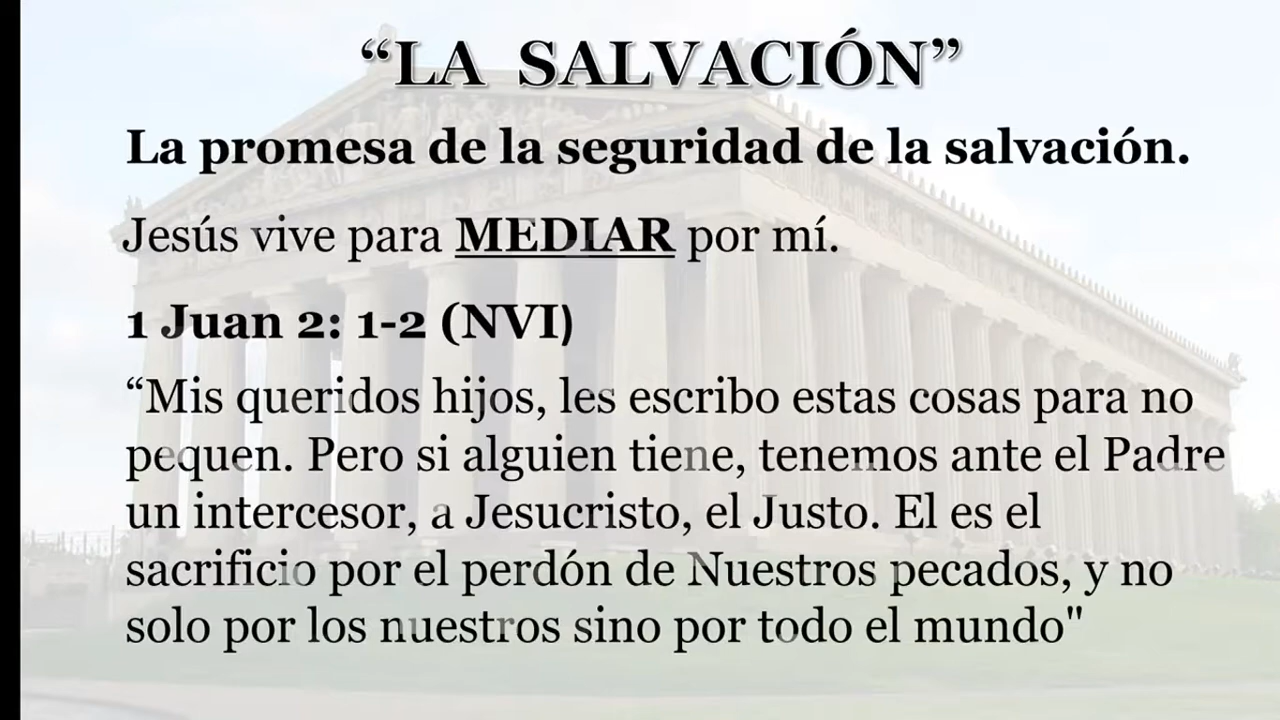 “LA SALVACIÓN”
La promesa de la seguridad de la salvación.
Jesús vive para MEDIAR por mí.
1 Juan 2: 1-2 (NVI)
“Mis queridos hijos, les escribo estas cosas para no
pequen. Pero si alguien tiene, tenemos ante el Padre
un intercesor, a Jesucristo, el Justo. El es el
sacrificio por el perdón de Nuestros pecados, y no
solo por los nuestros sino por todo el mundo"